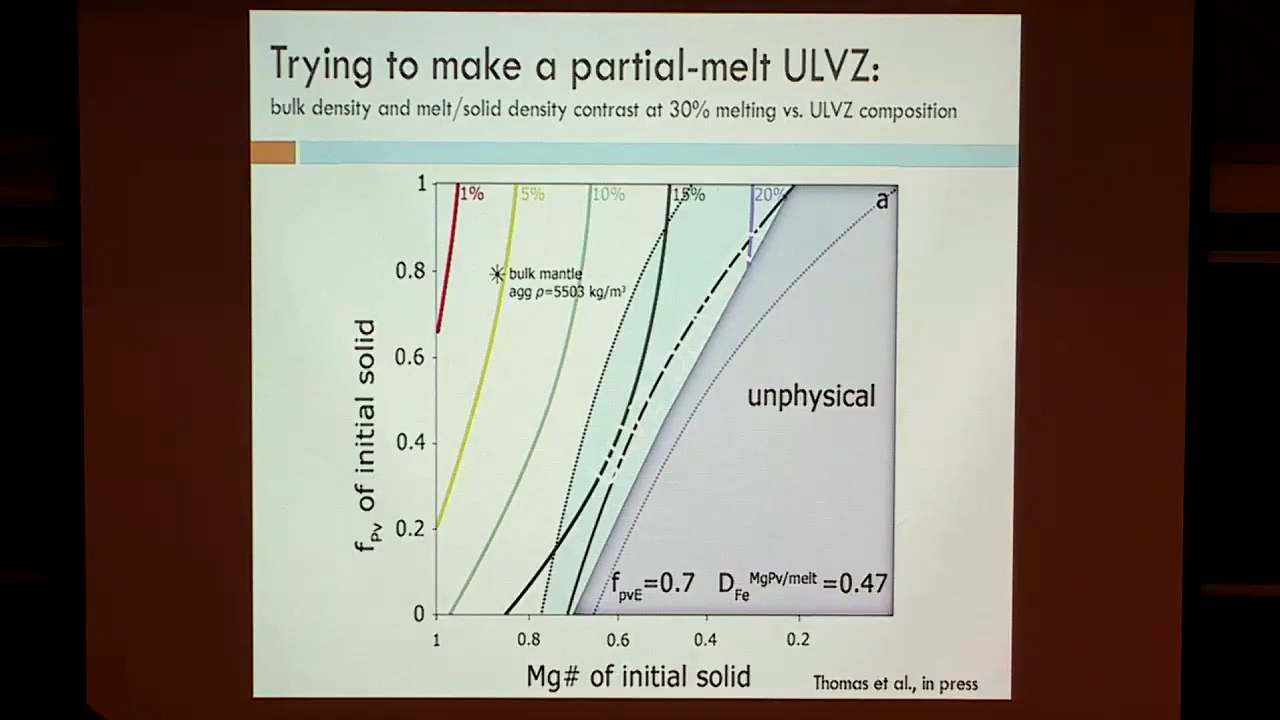 Trying to make a partial-melt ULVZ:
bulk density and melt/solid density contrast at 30% melting vs. ULVZ composition
1% 5% 10% 15% 20% a
bulk mantle
agg ρ=5503 kg/m³
unphysical
f_pvE=0.7 D_Fe^MgPv/melt =0.47
f_Pv of initial solid
1
0.8
0.6
0.4
0.2
0
1 0.8 0.6 0.4 0.2
Mg# of initial solid
Thomas et al., in press